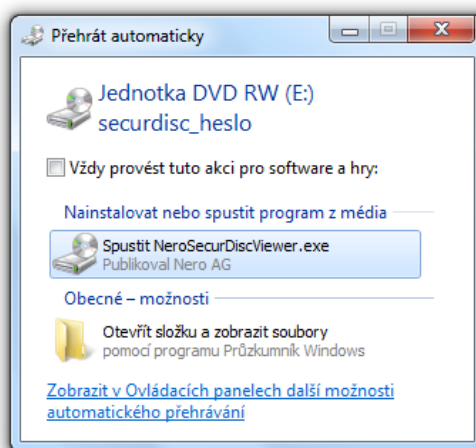 Přehrát automaticky
Jednotka DVD RW (E:)
securdisc_heslo
Vždy provést tuto akci pro software a hry:
Nainstalovat nebo spustit program z média
Spustit NeroSecurDiscViewer.exe
Publikoval Nero AG
Obecné – možnosti
Otevřít složku a zobrazit soubory
pomocí programu Průzkumník Windows
Zobrazit v Ovládacích panelech další možnosti
automatického přehrávání